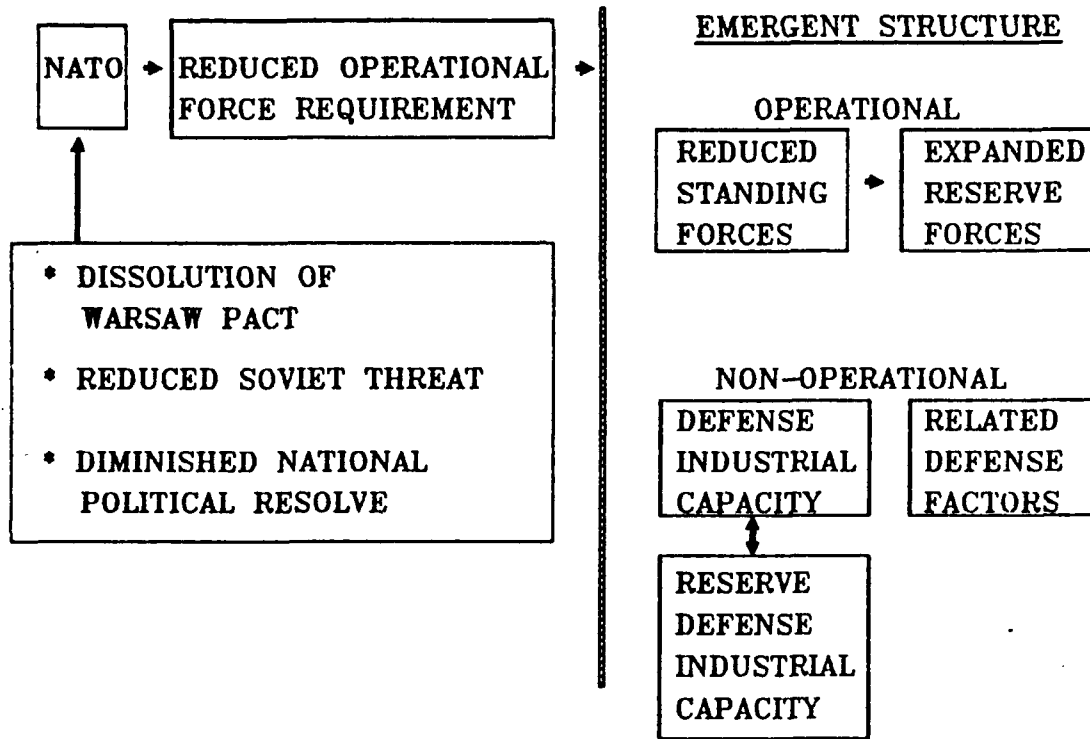 NATO
REDUCED OPERATIONAL
FORCE REQUIREMENT
* DISSOLUTION OF
WARSAW PACT
* REDUCED SOVIET THREAT
* DIMINISHED NATIONAL
POLITICAL RESOLVE
EMERGENT STRUCTURE
OPERATIONAL
REDUCED
STANDING
FORCES
EXPANDED
RESERVE
FORCES
NON-OPERATIONAL
DEFENSE
INDUSTRIAL
CAPACITY
RELATED
DEFENSE
FACTORS
RESERVE
DEFENSE
INDUSTRIAL
CAPACITY